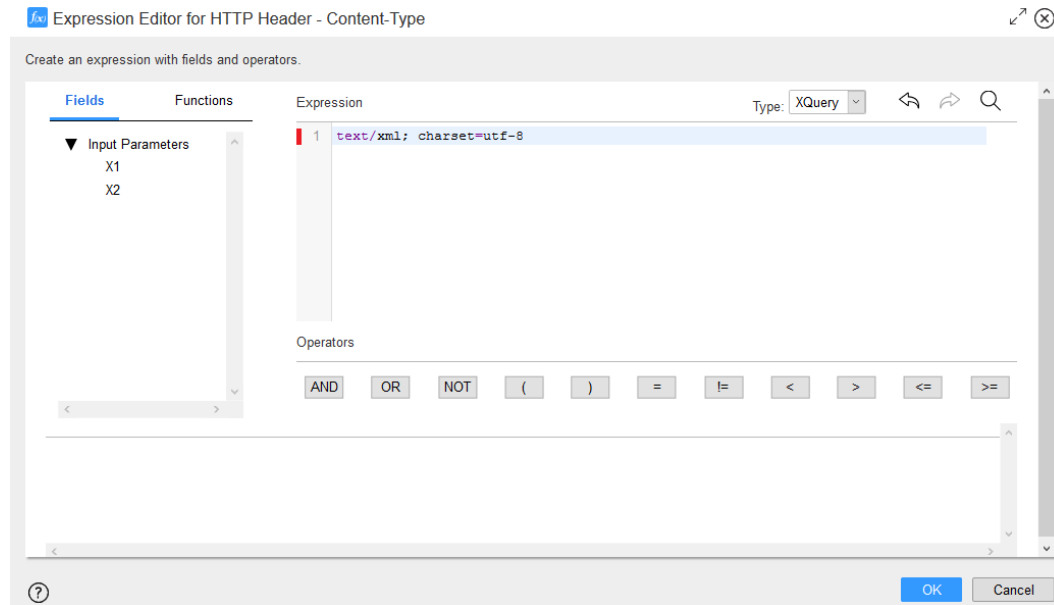 fxx Expression Editor for HTTP Header - Content-Type
Create an expression with fields and operators.
Fields Functions
Expression Type: XQuery
▼ Input Parameters
X1
X2
1 text/xml; charset=utf-8
Operators
AND OR NOT ( ) = != < > <= >=
? OK Cancel